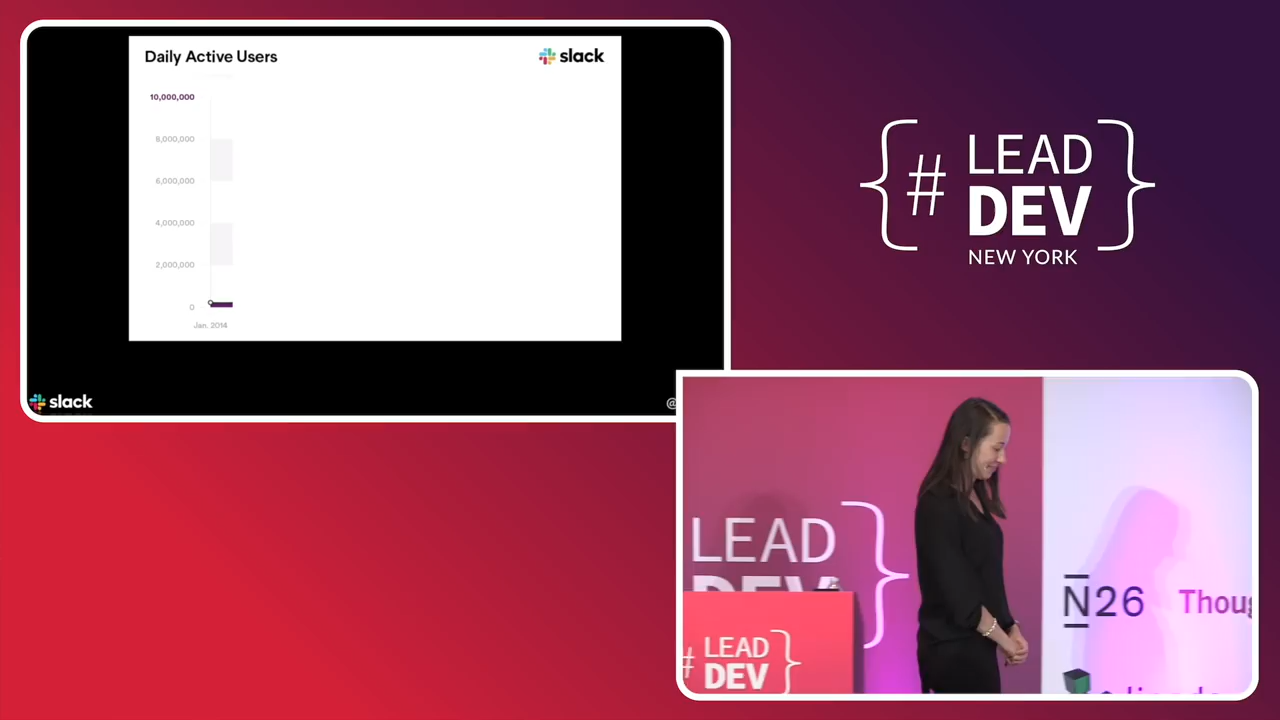 Daily Active Users
slack
10,000,000
8,000,000
6,000,000
4,000,000
2,000,000
0
Jan. 2014
slack
@
{# LEAD
DEV}
NEW YORK
LEAD }
DEV
# LEAD }
DEV
N26